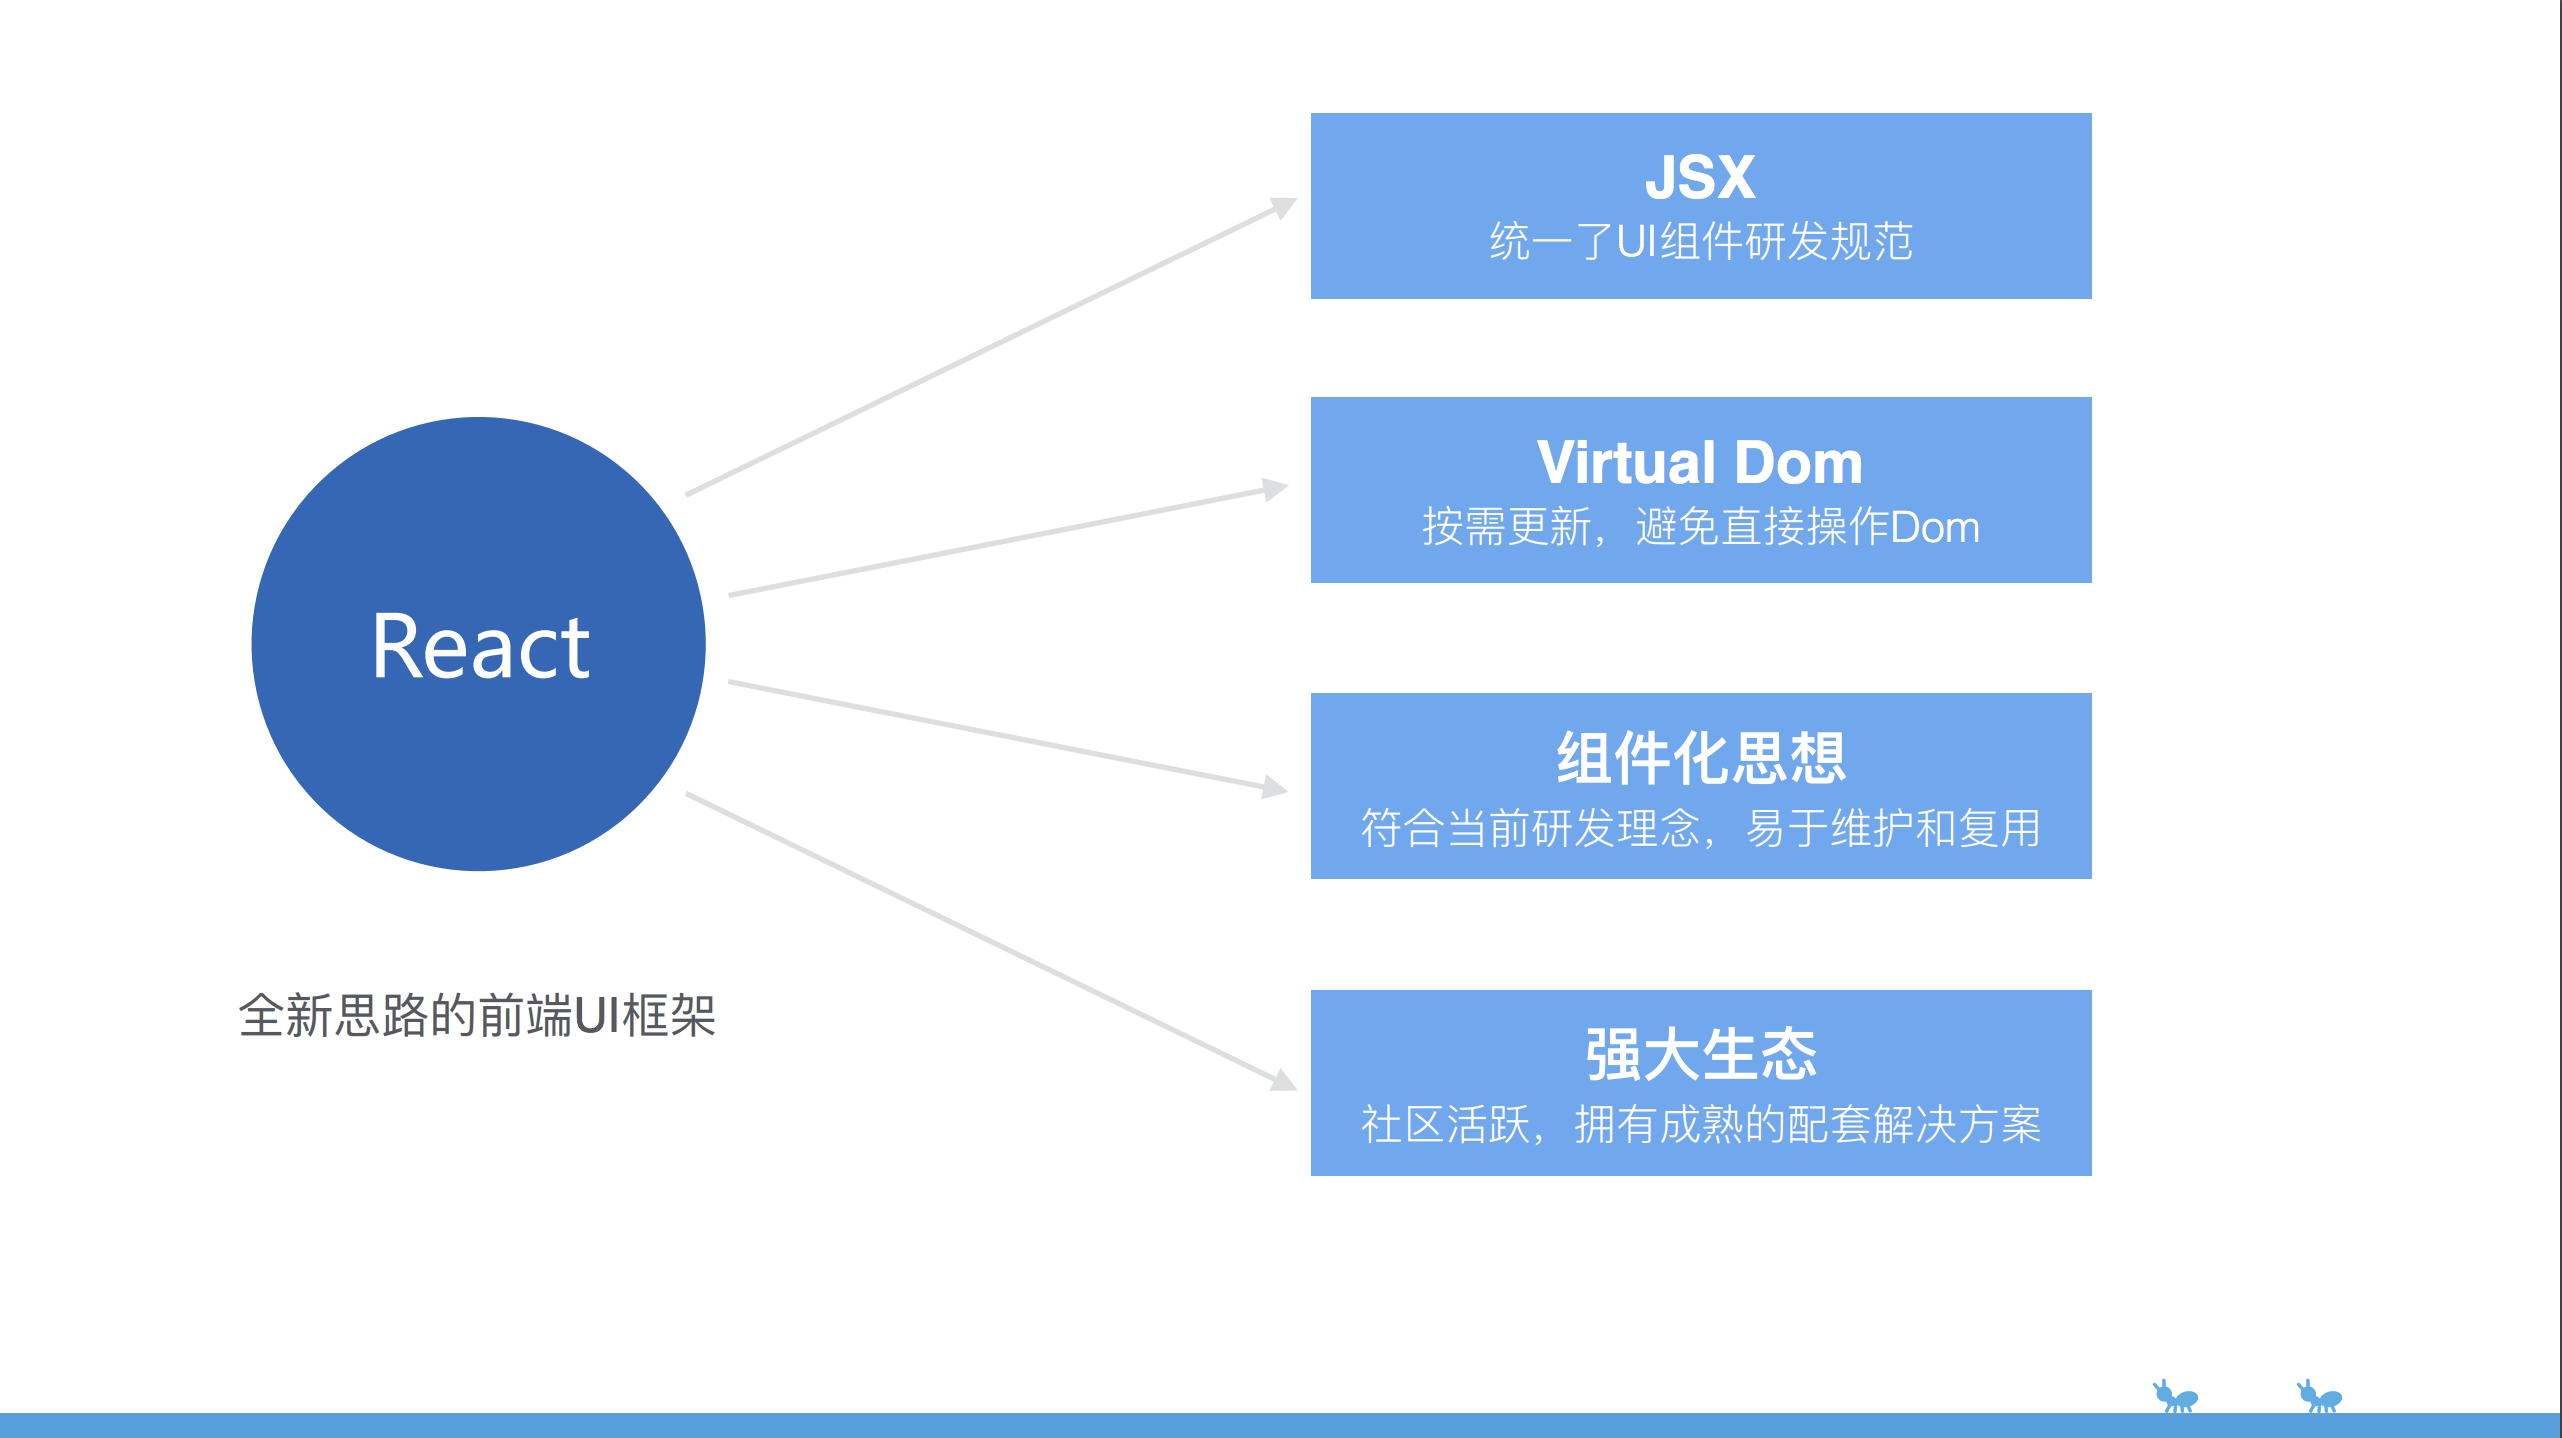 React
全新思路的前端UI框架
JSX
统一了UI组件研发规范
Virtual Dom
按需更新，避免直接操作Dom
组件化思想
符合当前研发理念，易于维护和复用
强大生态
社区活跃，拥有成熟的配套解决方案